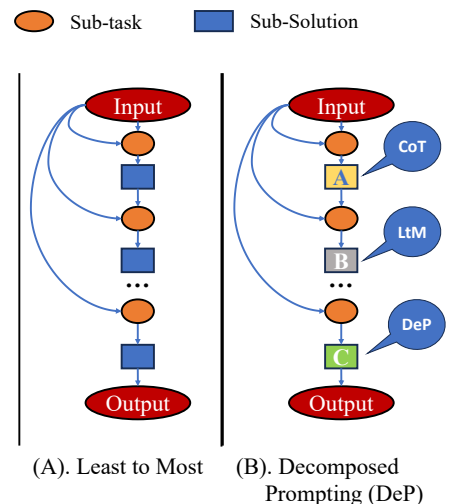 Sub-task
Sub-Solution
Input
...
Output
(A). Least to Most
Input
A
CoT
B
LtM
...
C
DeP
Output
(B). Decomposed
Prompting (DeP)